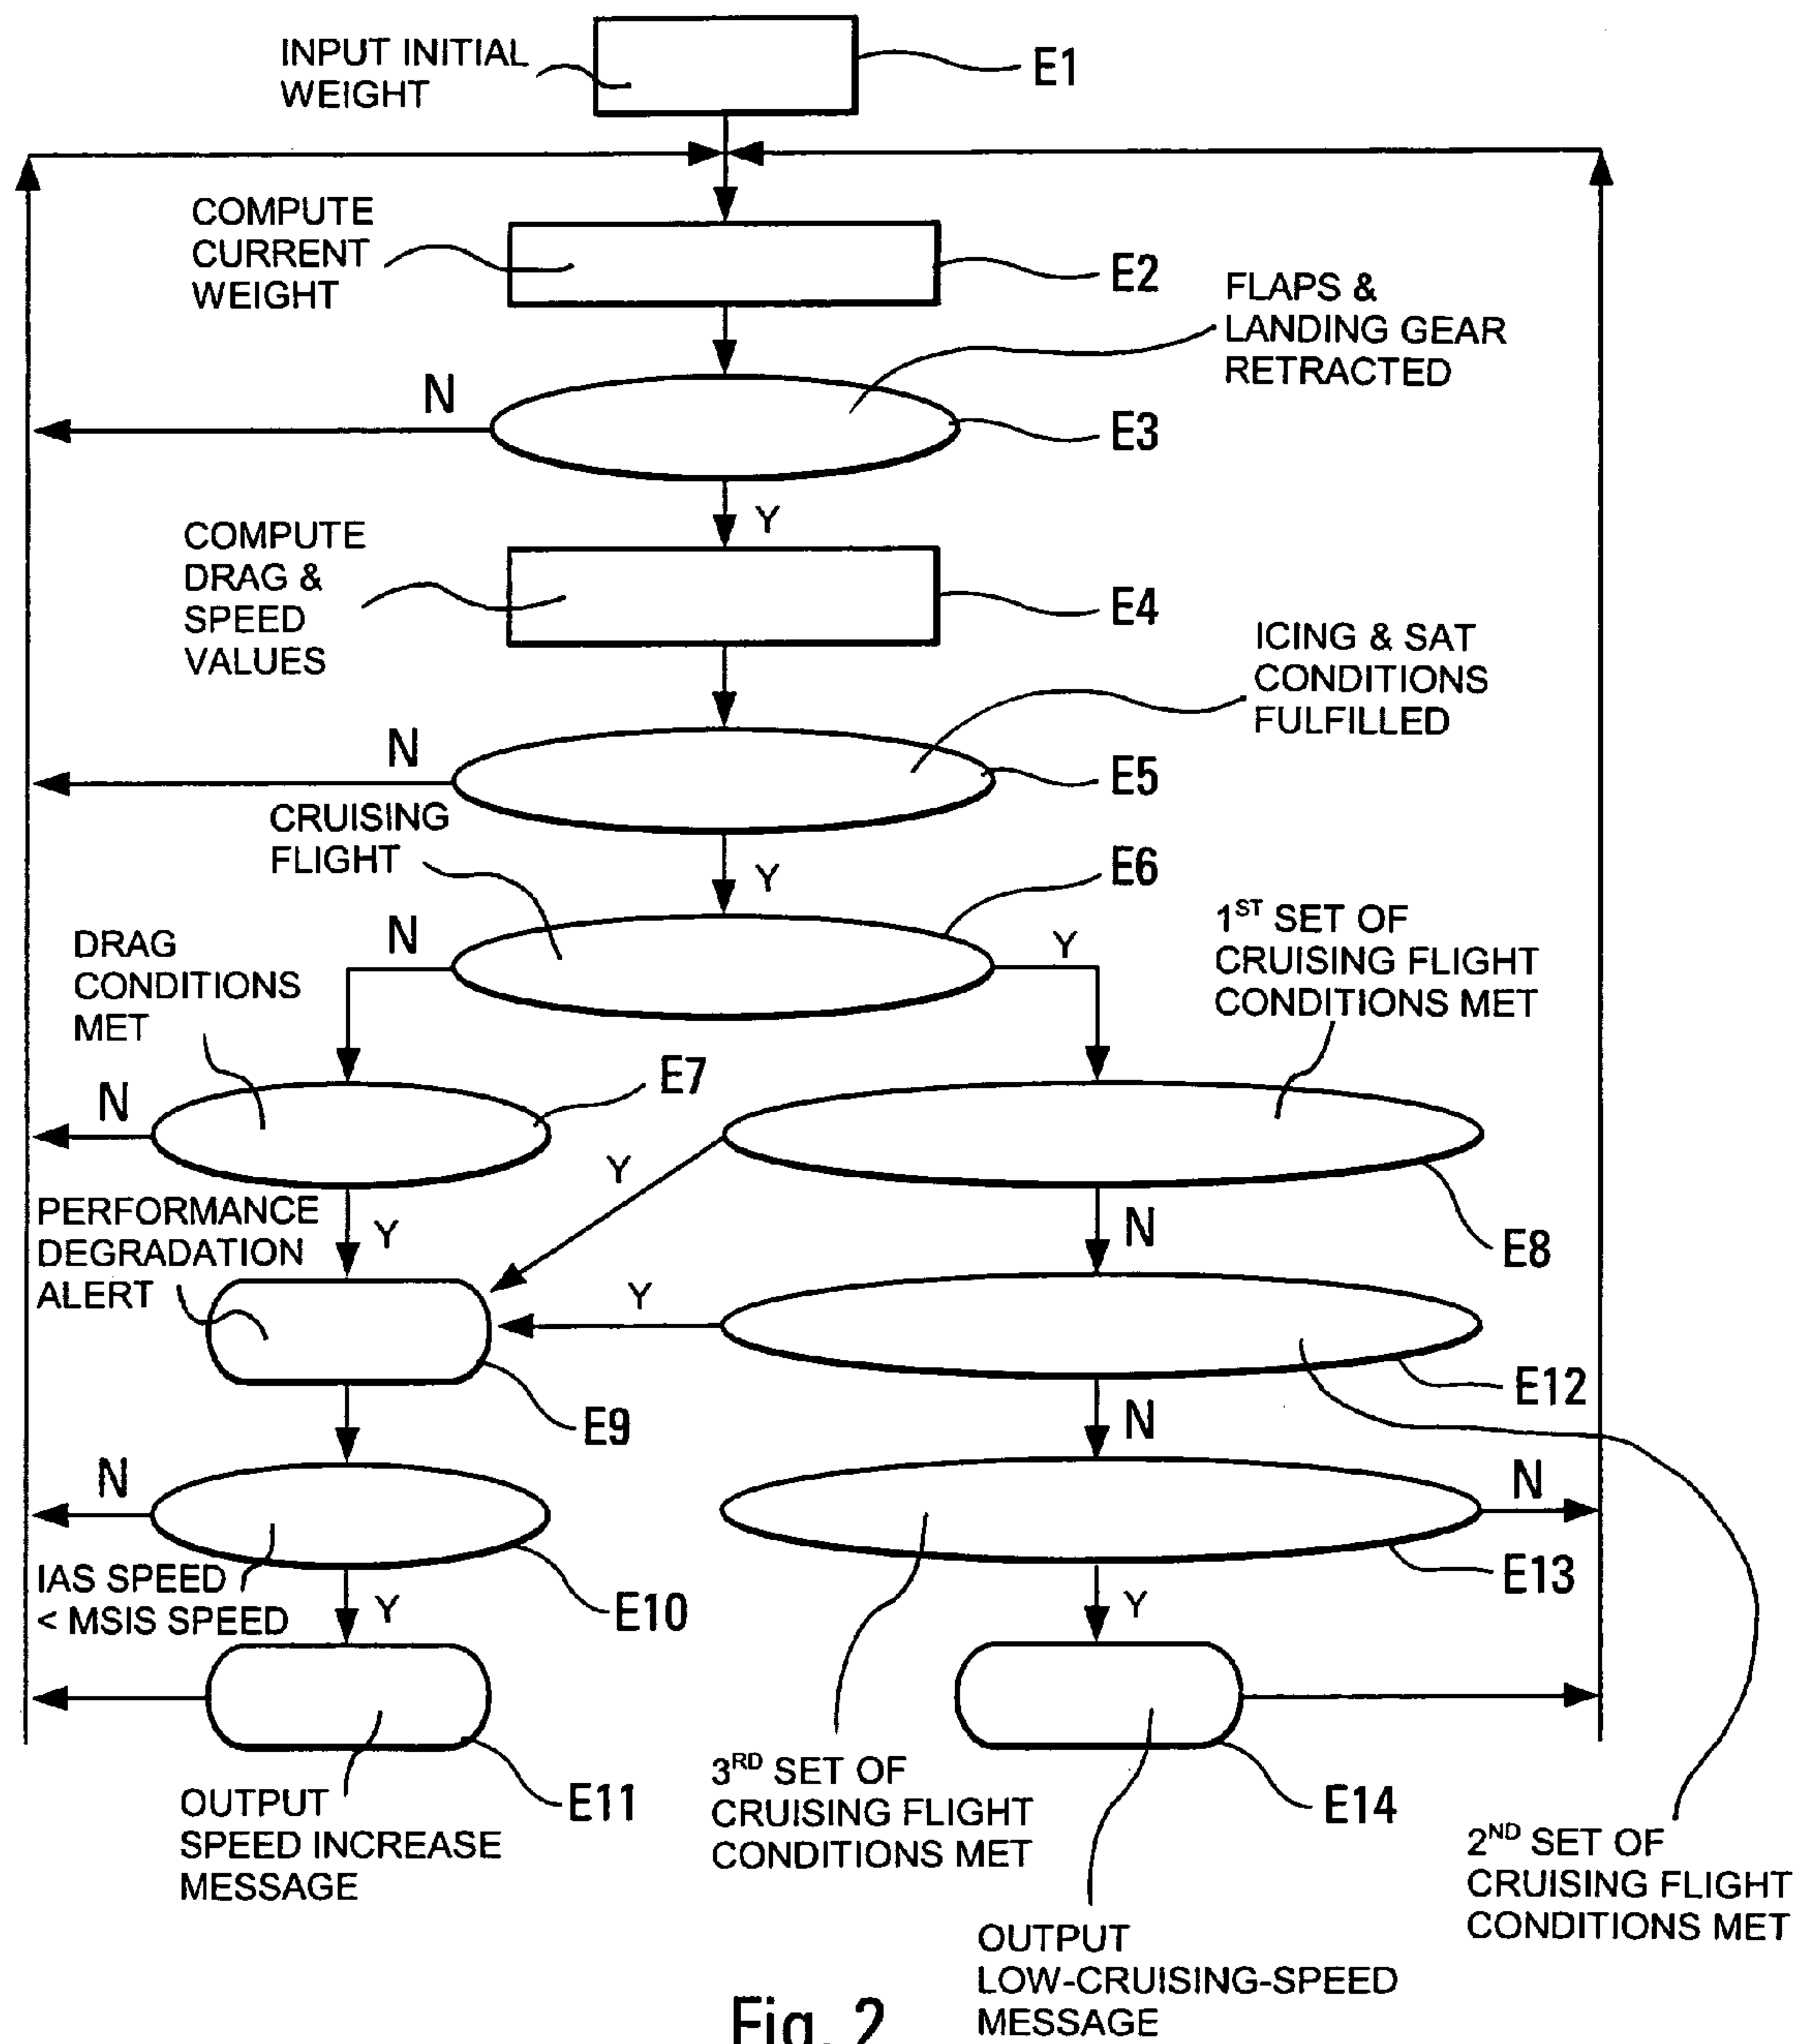 INPUT INITIAL
WEIGHT
E1
COMPUTE
CURRENT
WEIGHT
E2
FLAPS &
LANDING GEAR
RETRACTED
N
E3
Y
COMPUTE
DRAG &
SPEED
VALUES
E4
ICING & SAT
CONDITIONS
FULFILLED
N
E5
CRUISING
FLIGHT
Y
E6
N
Y
1ST SET OF
CRUISING FLIGHT
CONDITIONS MET
DRAG
CONDITIONS
MET
N
E7
Y
E8
PERFORMANCE
DEGRADATION
ALERT
Y
N
Y
E9
E12
N
N
N
IAS SPEED
< MSIS SPEED
Y
E10
E13
Y
E11
OUTPUT
SPEED INCREASE
MESSAGE
3RD SET OF
CRUISING FLIGHT
CONDITIONS MET
E14
2ND SET OF
CRUISING FLIGHT
CONDITIONS MET
OUTPUT
LOW-CRUISING-SPEED
MESSAGE
Fig. 2